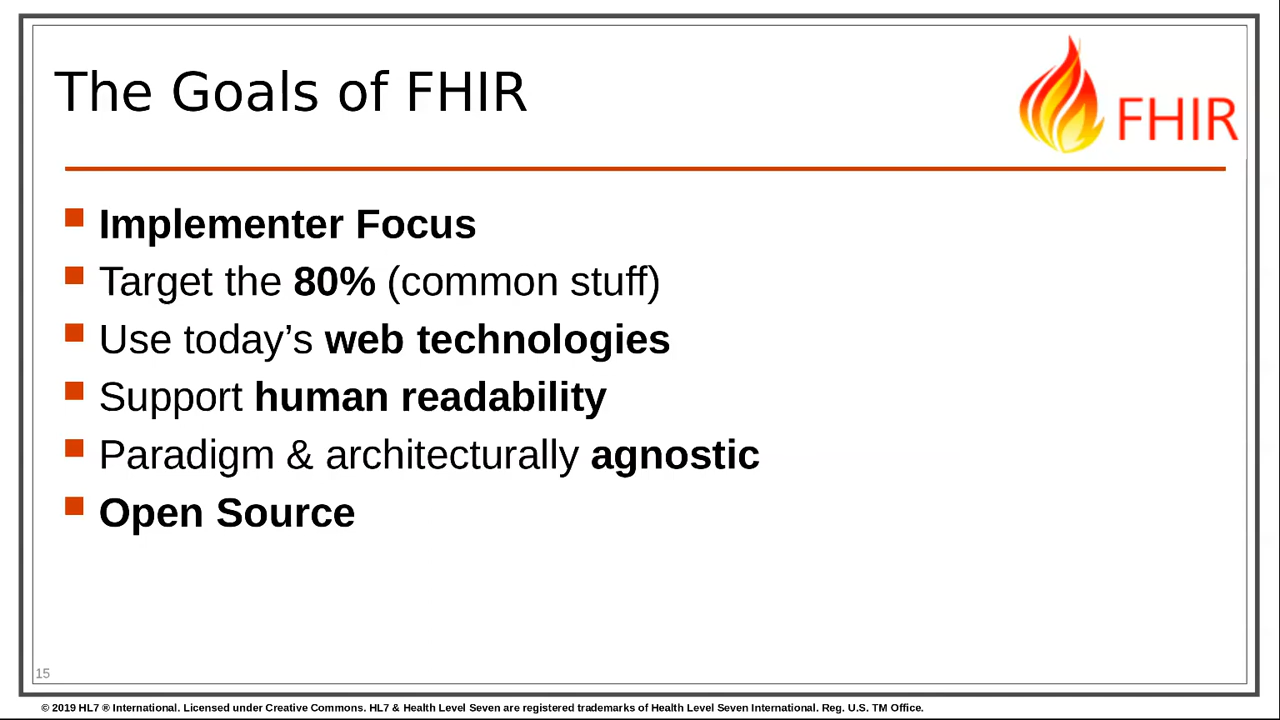 The Goals of FHIR
FHIR
Implementer Focus
Target the 80% (common stuff)
Use today’s web technologies
Support human readability
Paradigm & architecturally agnostic
Open Source
15
© 2019 HL7 ® International. Licensed under Creative Commons. HL7 & Health Level Seven are registered trademarks of Health Level Seven International. Reg. U.S. TM Office.